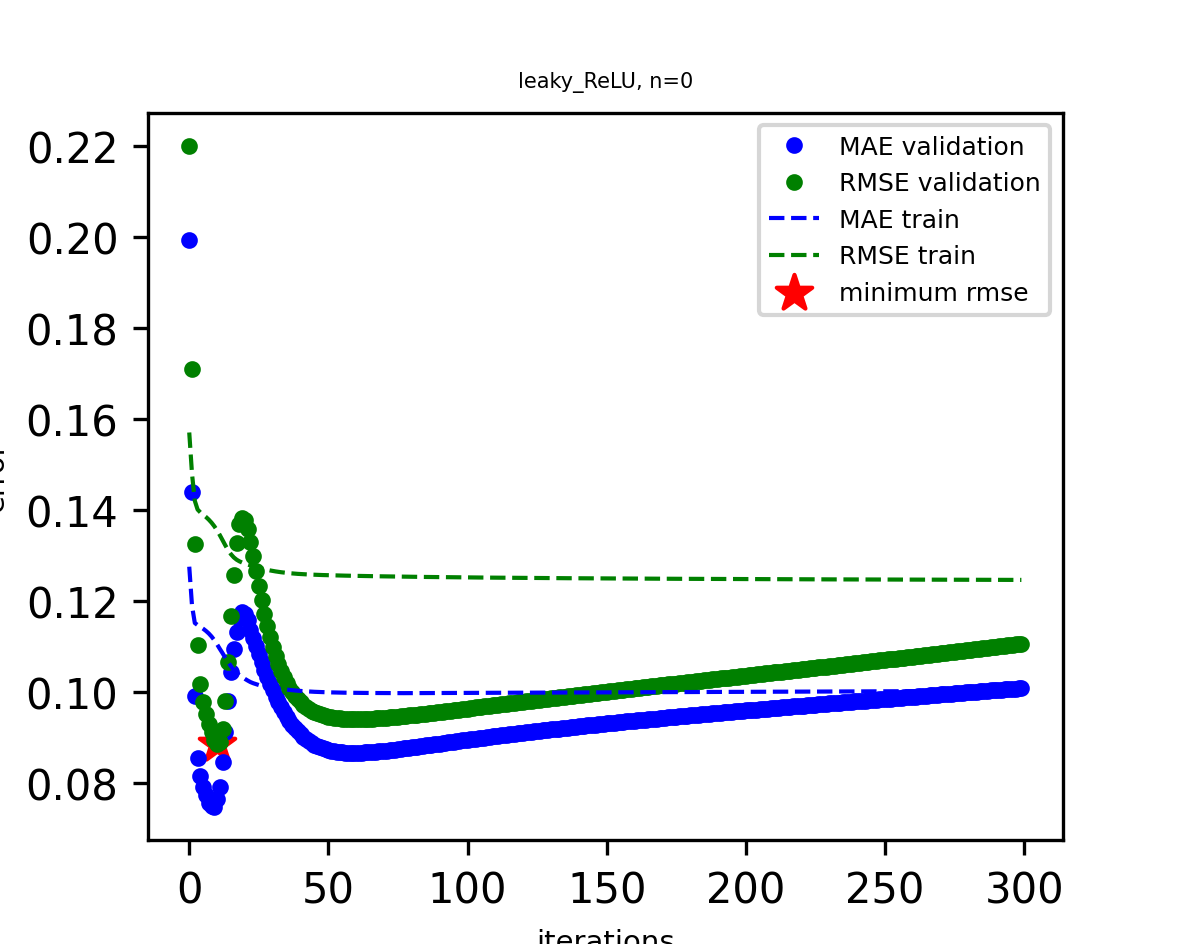 leaky_ReLU, n=0
0.22
0.20
0.18
0.16
0.14
0.12
0.10
0.08
MAE validation
RMSE validation
MAE train
RMSE train
minimum rmse
0 50 100 150 200 250 300
iterations